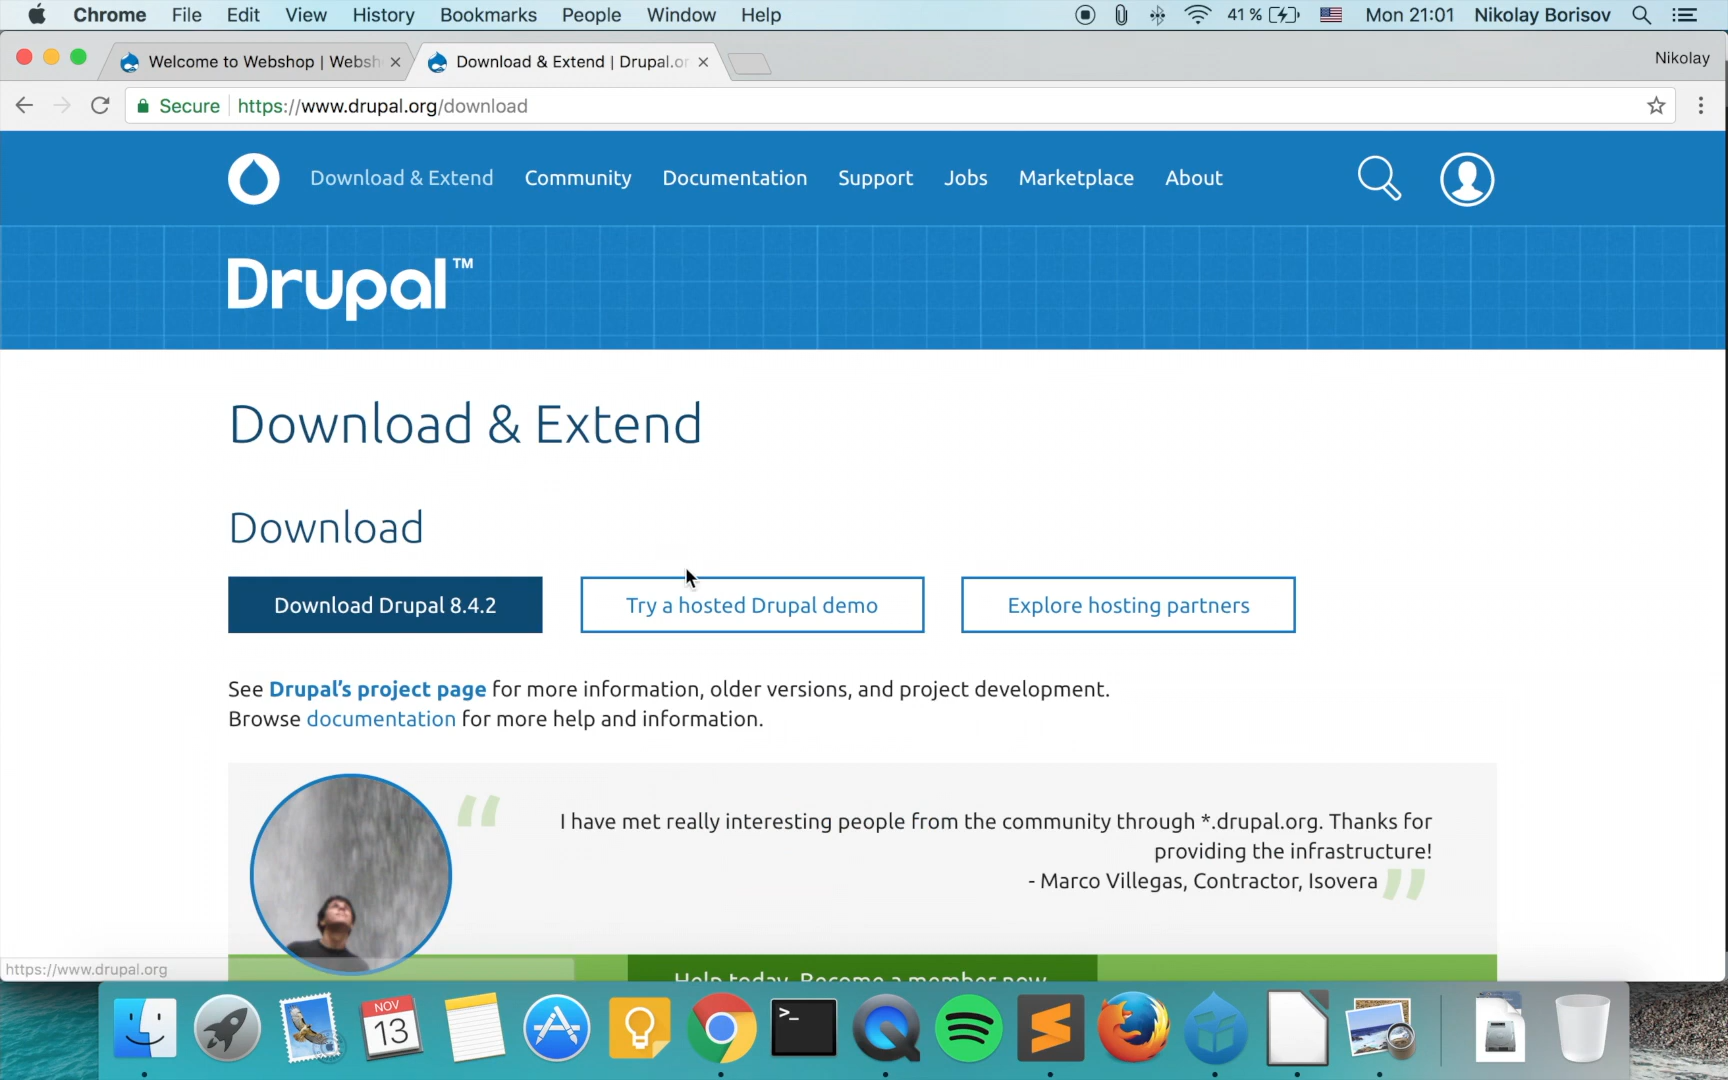 Chrome File Edit View History Bookmarks People Window Help 41 % Mon 21:01 Nikolay Borisov
Welcome to Webshop | Websh Download & Extend | Drupal.or Nikolay
Secure https://www.drupal.org/download
Download & Extend Community Documentation Support Jobs Marketplace About
Drupal™
Download & Extend
Download
Download Drupal 8.4.2 Try a hosted Drupal demo Explore hosting partners
See Drupal’s project page for more information, older versions, and project development.
Browse documentation for more help and information.
“ I have met really interesting people from the community through *.drupal.org. Thanks for
providing the infrastructure!
- Marco Villegas, Contractor, Isovera ”
Help today. Become a member now
https://www.drupal.org
NOV
13
>_